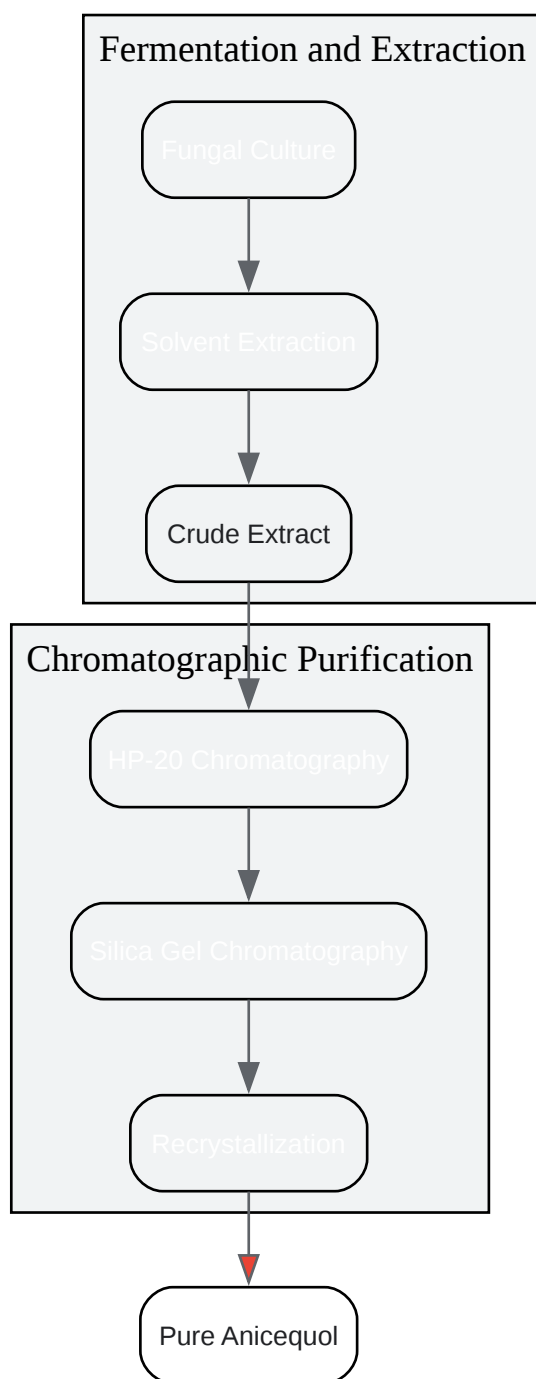 Fermentation and Extraction
Fungal Culture
Solvent Extraction
Crude Extract
Chromatographic Purification
HP-20 Chromatography
Silica Gel Chromatography
Recrystallization
Pure Anicequol